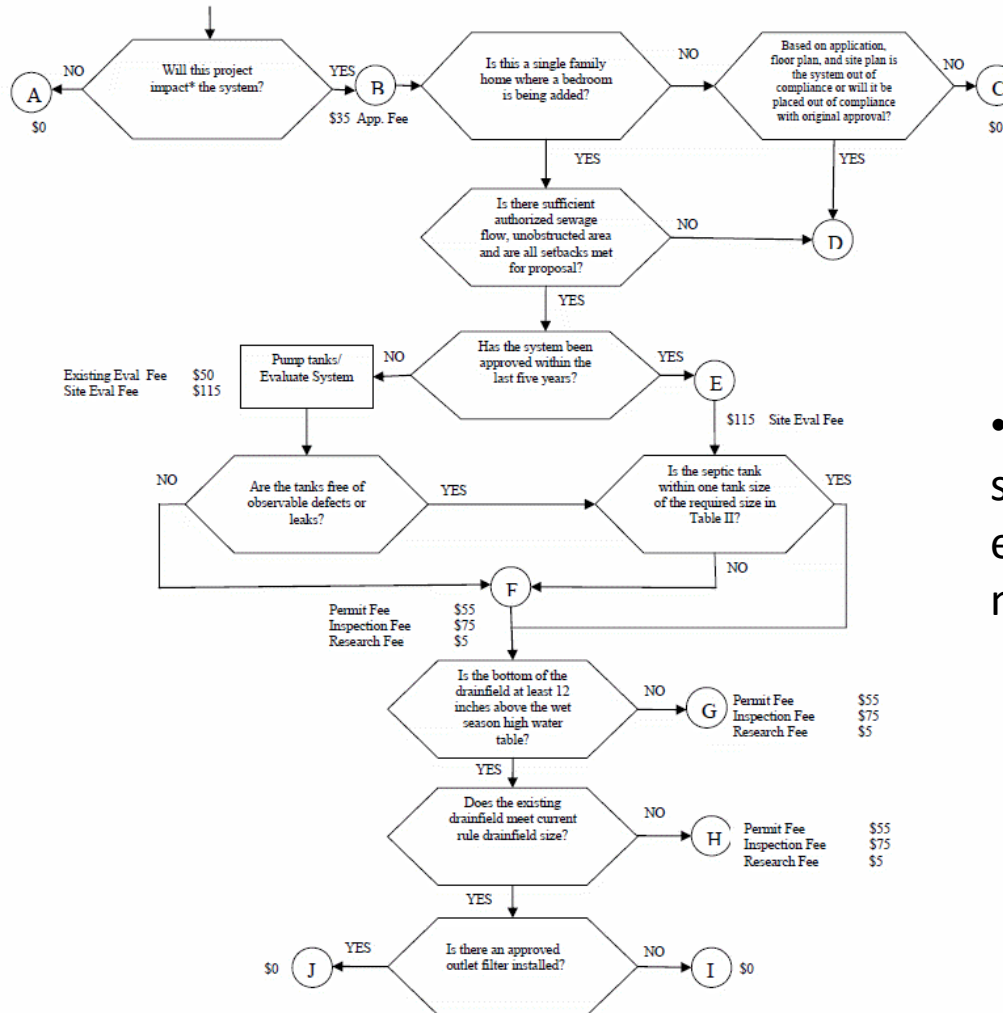 Will this project
impact* the system?
NO
YES
A
$0
B
$35 App. Fee
Is this a single family
home where a bedroom
is being added?
NO
YES
Based on application,
floor plan, and site plan is
the system out of
compliance or will it be
placed out of compliance
with original approval?
NO
C
$0
YES
Is there sufficient
authorized sewage
flow, unobstructed area
and are all setbacks met
for proposal?
NO
D
YES
Has the system been
approved within the
last five years?
NO
YES
Pump tanks/
Evaluate System
Existing Eval Fee $50
Site Eval Fee $115
E
$115 Site Eval Fee
NO
Are the tanks free of
observable defects or
leaks?
YES
Is the septic tank
within one tank size
of the required size in
Table II?
YES
NO
F
Permit Fee $55
Inspection Fee $75
Research Fee $5
Is the bottom of the
drainfield at least 12
inches above the wet
season high water
table?
NO
G
Permit Fee $55
Inspection Fee $75
Research Fee $5
YES
Does the existing
drainfield meet current
rule drainfield size?
NO
H
Permit Fee $55
Inspection Fee $75
Research Fee $5
YES
Is there an approved
outlet filter installed?
YES
J
$0
NO
I
$0
•
s
e